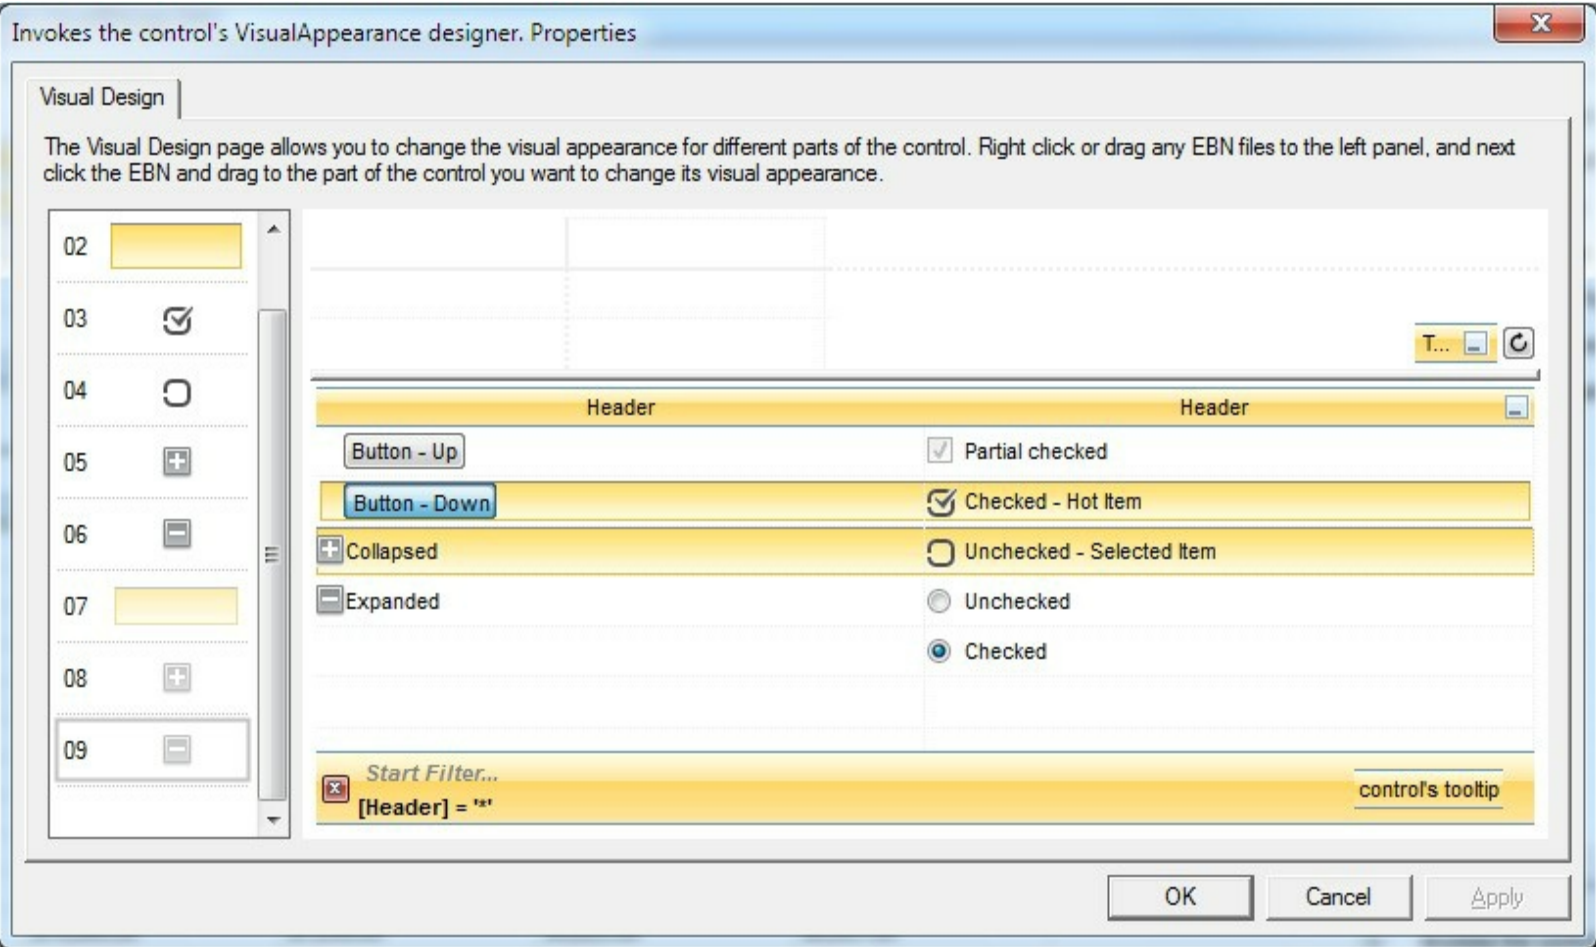 Invokes the control's VisualAppearance designer. Properties
Visual Design
The Visual Design page allows you to change the visual appearance for different parts of the control. Right click or drag any EBN files to the left panel, and next
click the EBN and drag to the part of the control you want to change its visual appearance.
02
03
04
05
06
07
08
09
T...
Header Header
Button - Up Partial checked
Button - Down Checked - Hot Item
Collapsed Unchecked - Selected Item
Expanded Unchecked
Checked
Start Filter...
[Header] = '*'
control's tooltip
OK Cancel Apply